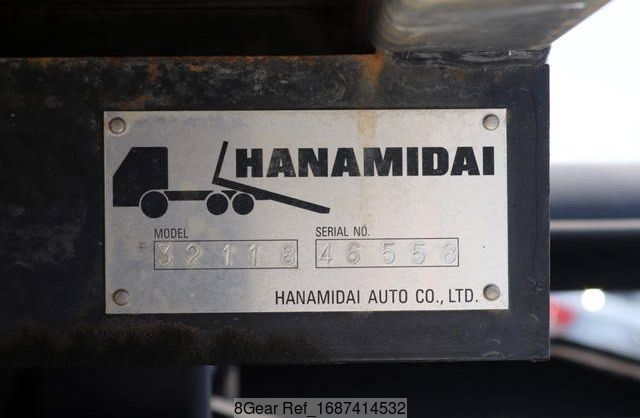 HANAMIDAI
MODEL
SERIAL NO.
32118
46558
HANAMIDAI AUTO CO., LTD.
8Gear Ref_1687414532